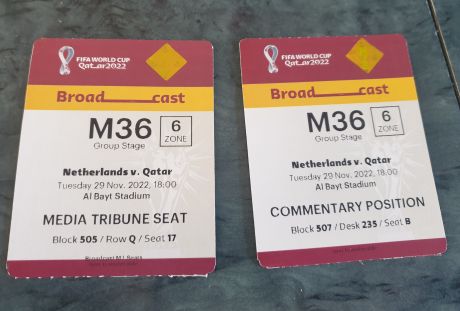 FIFA WORLD CUP
Qatar2022
Broad cast
M36
Group Stage
6
ZONE
Netherlands v. Qatar
Tuesday 29 Nov. 2022, 18:00
Al Bayt Stadium
MEDIA TRIBUNE SEAT
Block 505 / Row Q / Seat 17
Broadcast M.T. Seats
FIFA WORLD CUP
Qatar2022
Broad cast
M36
Group Stage
6
ZONE
Netherlands v. Qatar
Tuesday 29 Nov. 2022, 18:00
Al Bayt Stadium
COMMENTARY POSITION
Block 507 / Desk 235 / Seat B